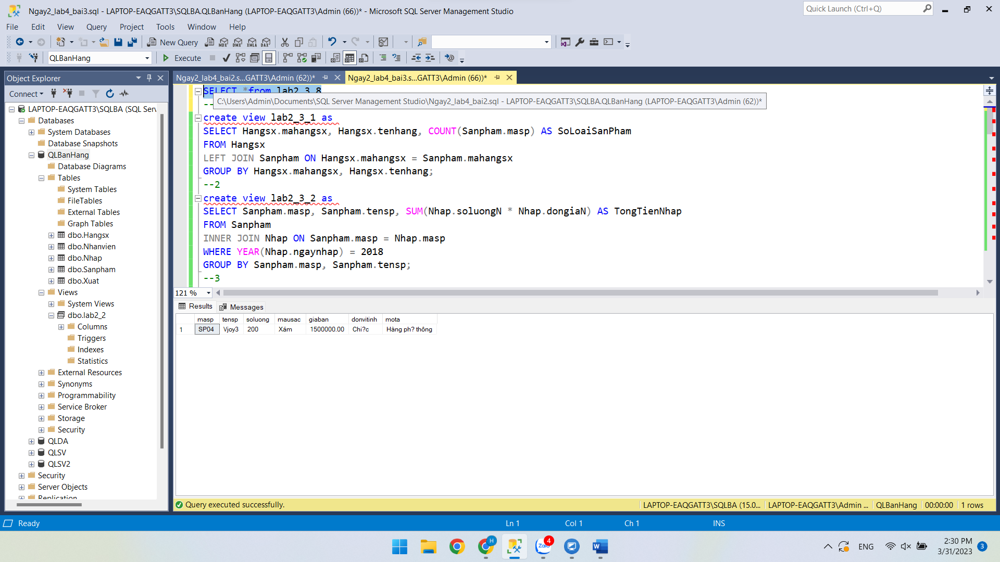 Ngay2_lab4_bai3.sql - LAPTOP-EAQGATT3\SQLBA.QLBanHang (LAPTOP-EAQGATT3\Admin (66))* - Microsoft SQL Server Management Studio
Quick Launch (Ctrl+Q)
File Edit View Query Project Tools Window Help
New Query MDX DMX XMLA DAX
QLBanHang Execute
Object Explorer
Ngay2_lab4_bai2.s...GATT3\Admin (62))* Ngay2_lab4_bai3.s...GATT3\Admin (66))*
Connect
LAPTOP-EAQGATT3\SQLBA (SQL Serv
Databases
System Databases
Database Snapshots
QLBanHang
Database Diagrams
Tables
System Tables
FileTables
External Tables
Graph Tables
dbo.Hangsx
dbo.Nhanvien
dbo.Nhap
dbo.Sanpham
dbo.Xuat
Views
System Views
dbo.lab2_2
Columns
Triggers
Indexes
Statistics
External Resources
Synonyms
Programmability
Service Broker
Storage
Security
QLDA
QLSV
QLSV2
Security
Server Objects
Replication
SELECT *from lab2_3_8
C:\Users\Admin\Documents\SQL Server Management Studio\Ngay2_lab4_bai2.sql - LAPTOP-EAQGATT3\SQLBA.QLBanHang (LAPTOP-EAQGATT3\Admin (62))*
--
create view lab2_3_1 as
SELECT Hangsx.mahangsx, Hangsx.tenhang, COUNT(Sanpham.masp) AS SoLoaiSanPham
FROM Hangsx
LEFT JOIN Sanpham ON Hangsx.mahangsx = Sanpham.mahangsx
GROUP BY Hangsx.mahangsx, Hangsx.tenhang;
--2
create view lab2_3_2 as
SELECT Sanpham.masp, Sanpham.tensp, SUM(Nhap.soluongN * Nhap.dongiaN) AS TongTienNhap
FROM Sanpham
INNER JOIN Nhap ON Sanpham.masp = Nhap.masp
WHERE YEAR(Nhap.ngaynhap) = 2018
GROUP BY Sanpham.masp, Sanpham.tensp;
--3
121 %
Results Messages
masp tensp soluong mausac giaban donvitinh mota
1 SP04 Vjoy3 200 Xám 1500000.00 Chi?c Hàng ph? thông
Query executed successfully. LAPTOP-EAQGATT3\SQLBA (15.0... LAPTOP-EAQGATT3\Admin ... QLBanHang 00:00:00 1 rows
Ready Ln 1 Col 1 Ch 1 INS
H Zalo 4 W ENG 2:30 PM
3/31/2023 3